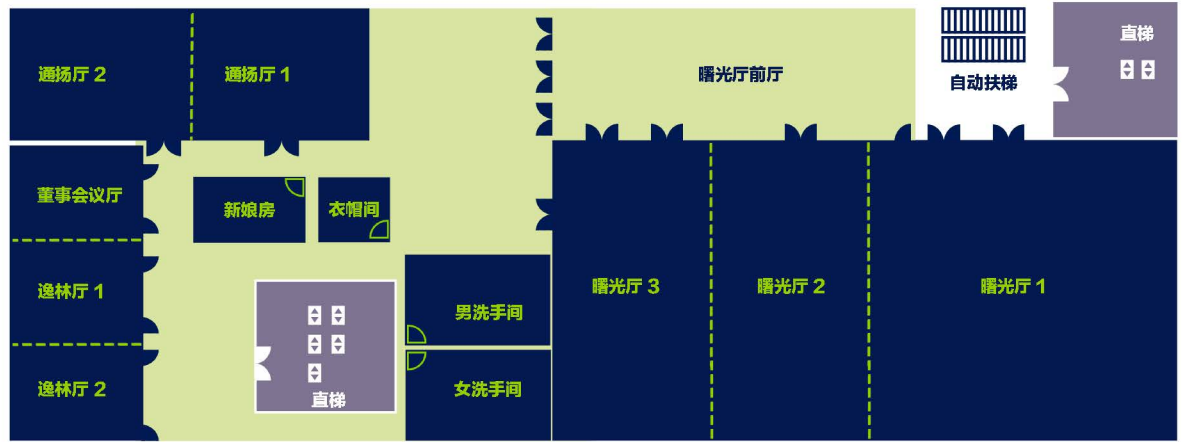 通扬厅 2
通扬厅 1
曙光厅前厅
自动扶梯
直梯
董事会议厅
新娘房
衣帽间
逸林厅 1
曙光厅 3
曙光厅 2
曙光厅 1
男洗手间
逸林厅 2
直梯
女洗手间